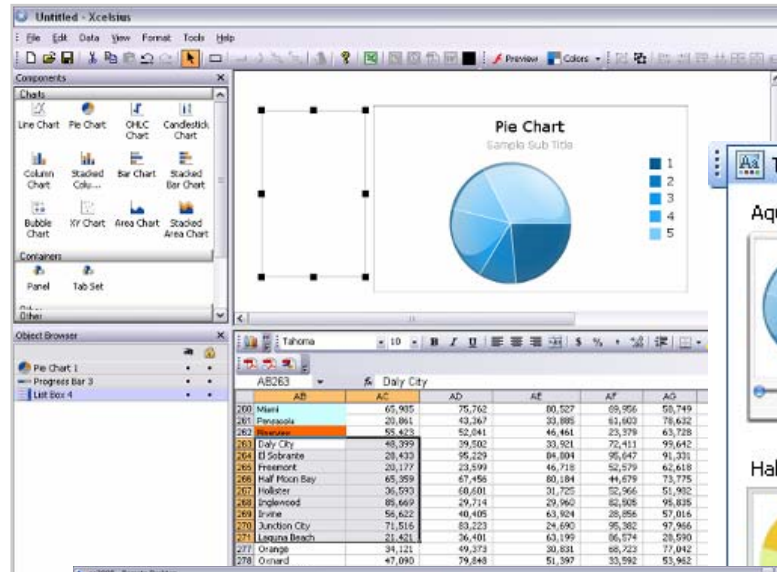 Untitled - Xcelsius
File Edit Data View Format Tools Help
Preview Colors
Components
Charts
Line Chart Pie Chart OHLC Chart Candlestick Chart
Column Chart Stacked Colu... Bar Chart Stacked Bar Chart
Bubble Chart XY Chart Area Chart Stacked Area Chart
Containers
Panel Tab Set
Other
Pie Chart
Sample Sub Title
1
2
3
4
5
Aqu
Hal
Object Browser
Pie Chart 1
Progress Bar 3
List Box 4
Tahoma 10 B I U
AB263 Daly City
AB AC AD AE AF AG
260 Miami 65,985 75,762 80,527 89,956 50,749
261 Pensacola 20,861 43,367 33,885 61,603 78,632
262 55,423 52,041 46,461 23,379 63,728
263 Daly City 48,399 39,502 33,921 72,411 99,642
264 El Sobrante 28,433 95,229 84,804 95,647 91,331
265 Freemont 20,177 23,599 46,718 52,579 62,618
266 Half Moon Bay 65,359 67,456 80,184 44,679 73,775
267 Hollister 36,593 68,601 31,725 52,966 51,982
268 Inglewood 85,669 29,714 29,960 82,505 95,835
269 Irvine 56,622 40,405 63,924 28,856 57,016
270 Junction City 71,516 83,223 24,690 95,382 97,966
271 Laguna Beach 21,421 36,401 63,199 86,574 28,590
277 Orange 34,121 49,373 30,831 68,723 77,042
278 Oxnard 47,090 79,848 51,397 33,592 53,962